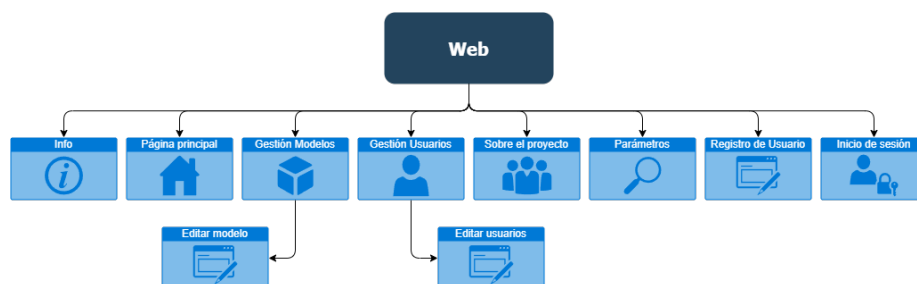 Web
Info
Página principal
Gestión Modelos
Gestión Usuarios
Sobre el proyecto
Parámetros
Registro de Usuario
Inicio de sesión
Editar modelo
Editar usuarios